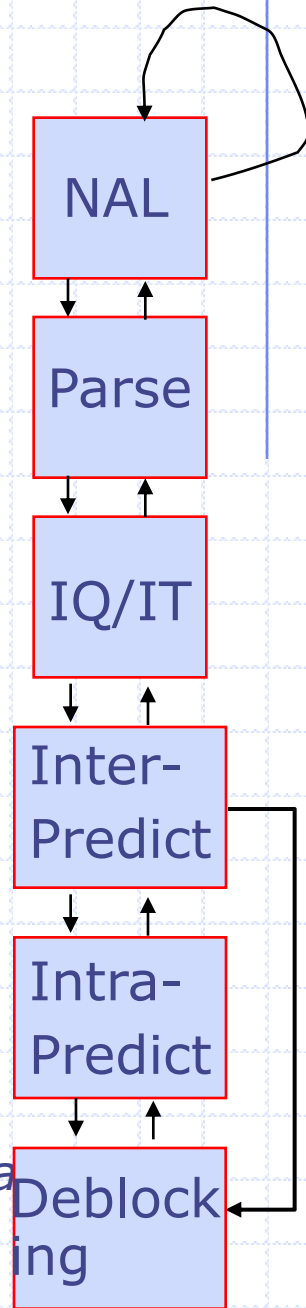 NAL
Parse
IQ/IT
Inter-
Predict
Intra-
Predict
a
Deblock
ing